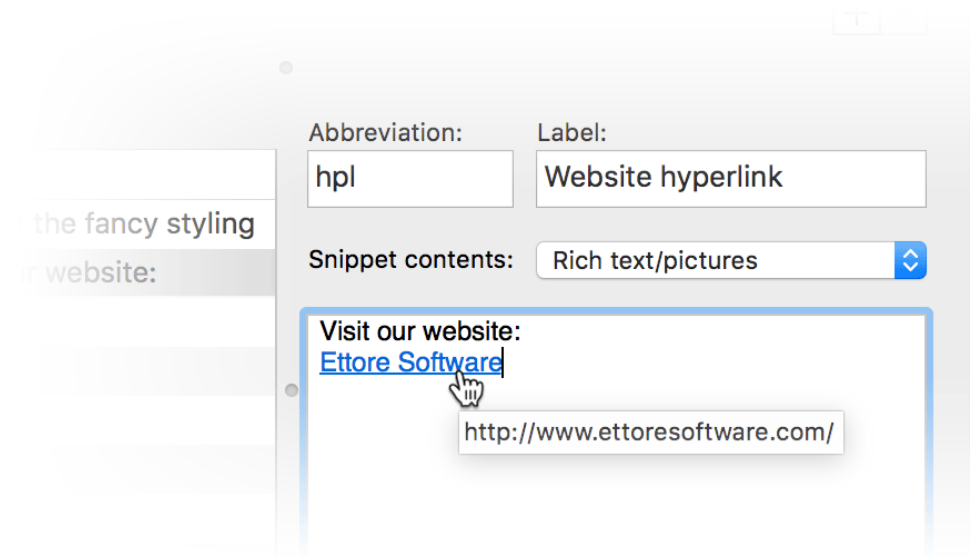 Abbreviation:
Label:
hpl
Website hyperlink
the fancy styling
website:
Snippet contents:
Rich text/pictures
Visit our website:
Ettore Software
http://www.ettoresoftware.com/